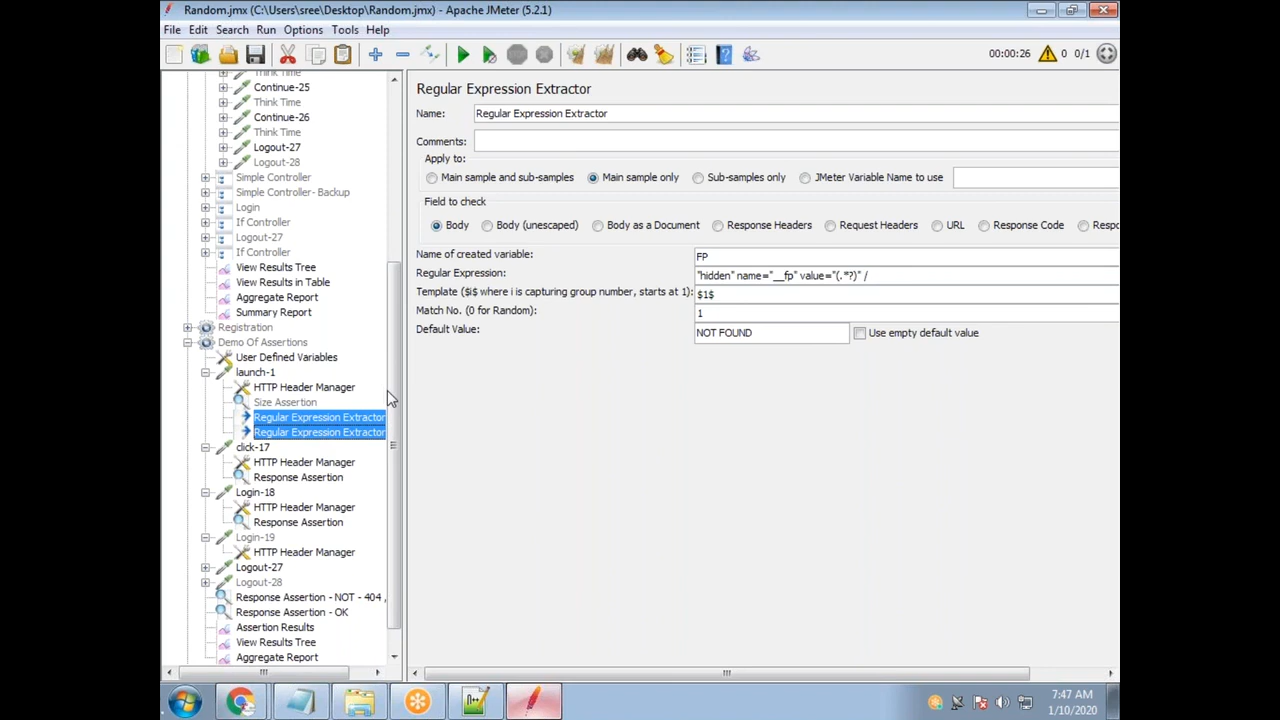 Random.jmx (C:\Users\sree\Desktop\Random.jmx) - Apache JMeter (5.2.1)
File Edit Search Run Options Tools Help
00:00:26 0 0/1
Think Time
Continue-25
Think Time
Continue-26
Think Time
Logout-27
Logout-28
Simple Controller
Simple Controller- Backup
Login
If Controller
Logout-27
If Controller
View Results Tree
View Results in Table
Aggregate Report
Summary Report
Registration
Demo Of Assertions
User Defined Variables
launch-1
HTTP Header Manager
Size Assertion
Regular Expression Extractor
Regular Expression Extractor
click-17
HTTP Header Manager
Response Assertion
Login-18
HTTP Header Manager
Response Assertion
Login-19
HTTP Header Manager
Logout-27
Logout-28
Response Assertion - NOT - 404 ,
Response Assertion - OK
Assertion Results
View Results Tree
Aggregate Report
Regular Expression Extractor
Name: Regular Expression Extractor
Comments:
Apply to:
Main sample and sub-samples Main sample only Sub-samples only JMeter Variable Name to use
Field to check
Body Body (unescaped) Body as a Document Response Headers Request Headers URL Response Code Respo
Name of created variable: FP
Regular Expression: "hidden" name="__fp" value="(.*?)" /
Template ($i$ where i is capturing group number, starts at 1): $1$
Match No. (0 for Random): 1
Default Value: NOT FOUND Use empty default value
N++
7:47 AM
1/10/2020